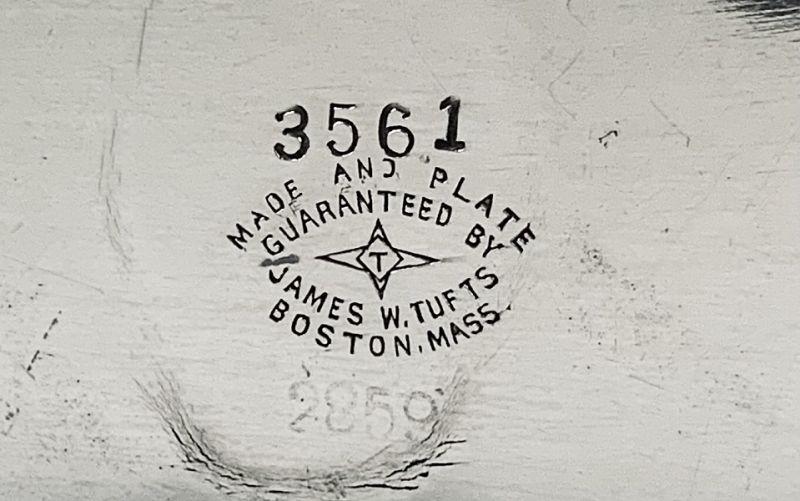 3561
MADE AND PLATE
GUARANTEED BY
T
JAMES W. TUFTS
BOSTON, MASS.
2859